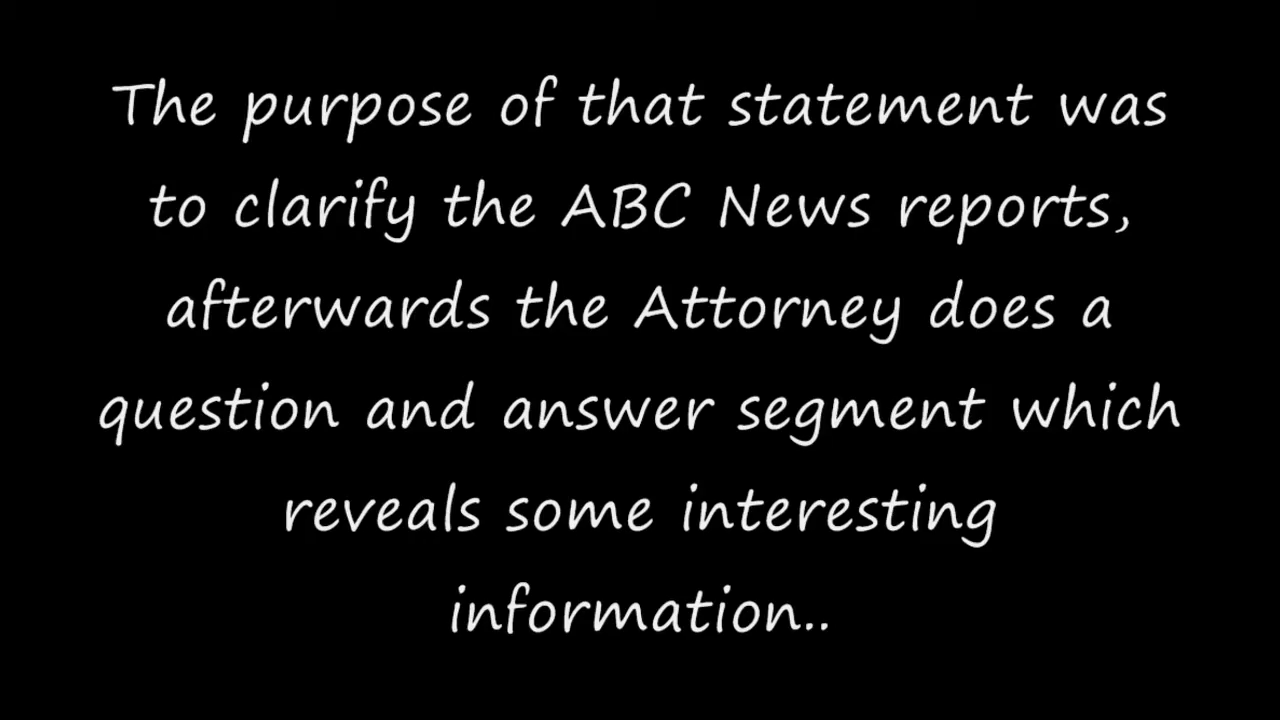 The purpose of that statement was
to clarify the ABC News reports,
afterwards the Attorney does a
question and answer segment which
reveals some interesting
information..